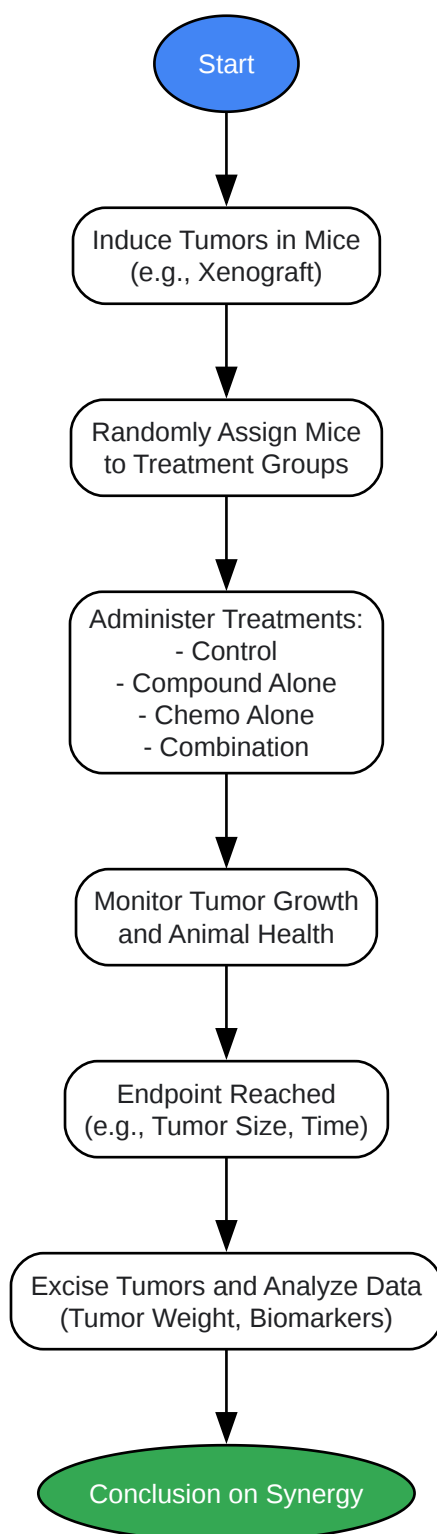 Start
Induce Tumors in Mice
(e.g., Xenograft)
Randomly Assign Mice
to Treatment Groups
Administer Treatments:
- Control
- Compound Alone
- Chemo Alone
- Combination
Monitor Tumor Growth
and Animal Health
Endpoint Reached
(e.g., Tumor Size, Time)
Excise Tumors and Analyze Data
(Tumor Weight, Biomarkers)
Conclusion on Synergy